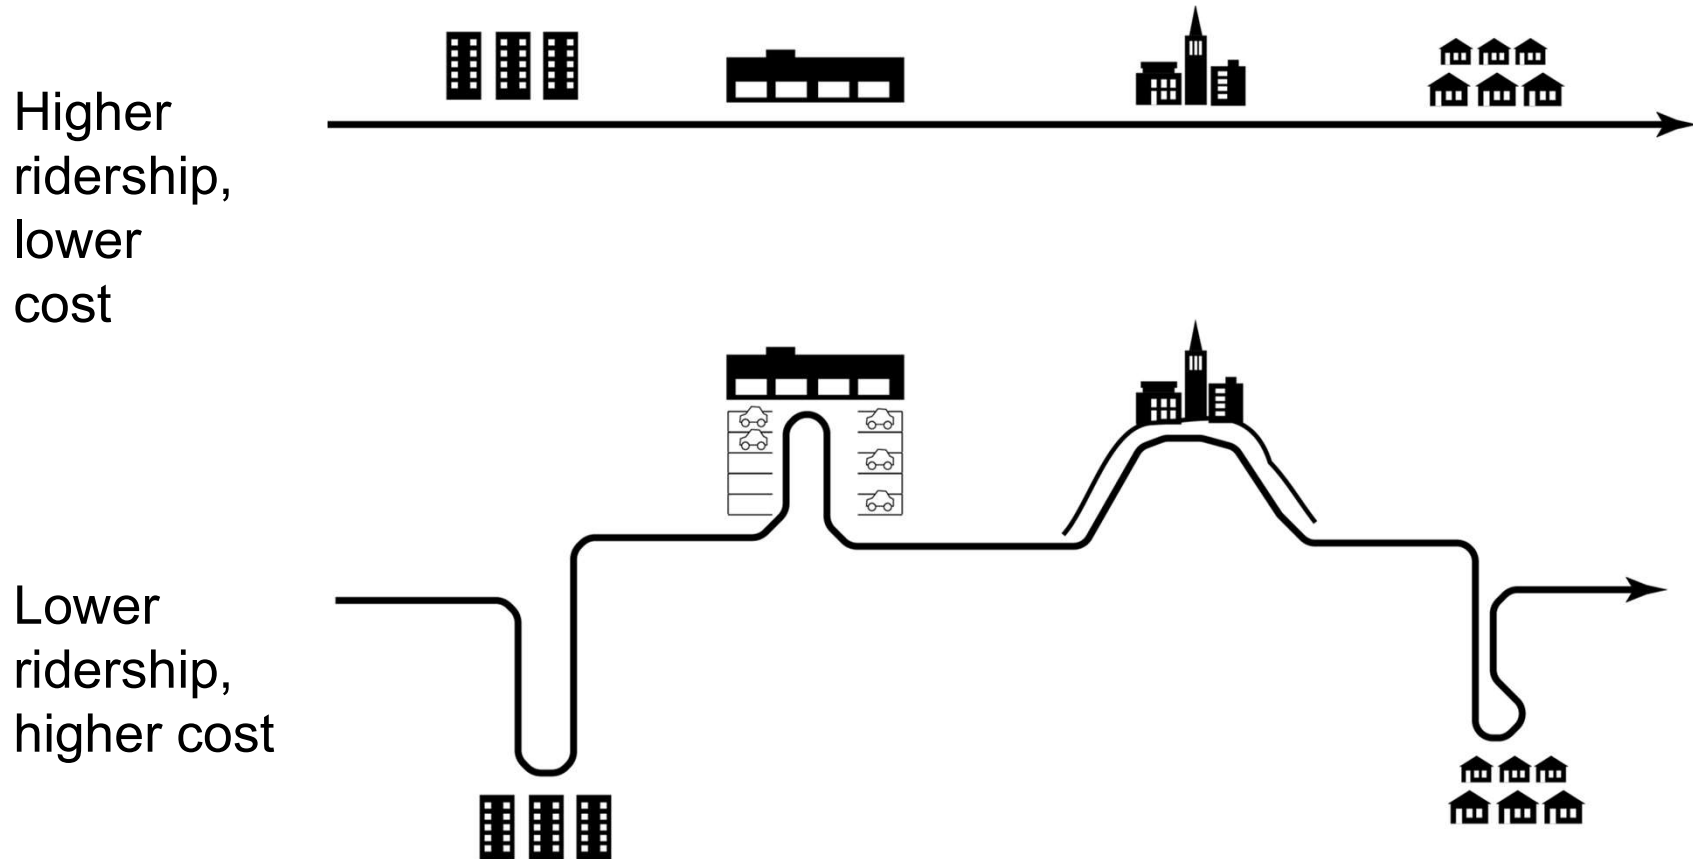 Higher
ridership,
lower
cost
Lower
ridership,
higher cost